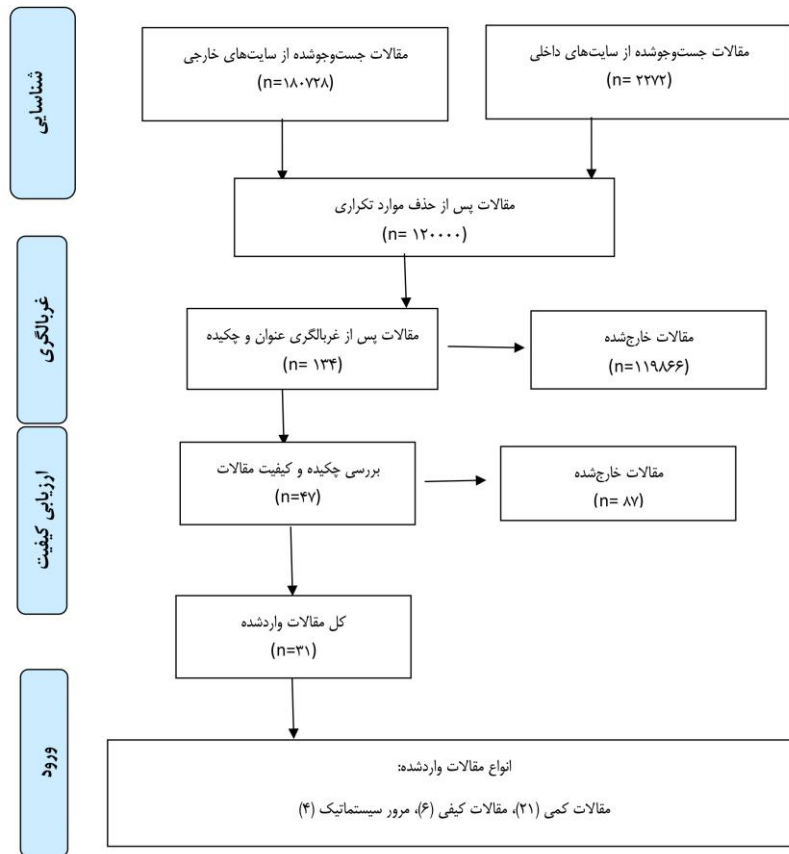 شناسایی
مقالات جست‌وجوشده از سایت‌های داخلی
(n= ۲۲۷۲)
مقالات جست‌وجوشده از سایت‌های خارجی
(n=۱۸۰۷۲۸)
مقالات پس از حذف موارد تکراری
(n= ۱۲۰۰۰۰)
غربالگری
مقالات پس از غربالگری عنوان و چکیده
(n= ۱۳۴)
مقالات خارج‌شده
(n=۱۱۹۸۶۶)
ارزیابی کیفیت
بررسی چکیده و کیفیت مقالات
(n=۴۷)
مقالات خارج‌شده
(n= ۸۷)
کل مقالات واردشده
(n=۳۱)
ورود
انواع مقالات واردشده:
مقالات کمی (۲۱)، مقالات کیفی (۶)، مرور سیستماتیک (۴)